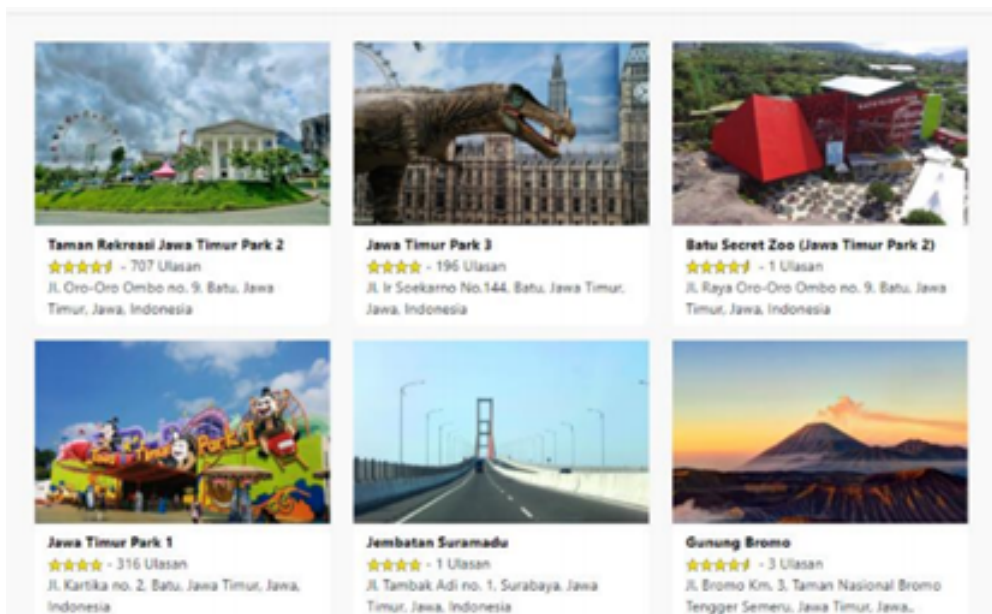 Taman Rekreasi Jawa Timur Park 2
- 707 Ulasan
Jl. Oro-Oro Ombo no. 9, Batu, Jawa
Timur, Jawa, Indonesia
Jawa Timur Park 3
- 196 Ulasan
Jl. Ir Soekarno No.144, Batu, Jawa Timur,
Jawa, Indonesia
Batu Secret Zoo (Jawa Timur Park 2)
- 1 Ulasan
Jl. Raya Oro-Oro Ombo no. 9, Batu, Jawa
Timur, Jawa, Indonesia
Jawa Timur Park 1
Jawa Timur Park 1
- 316 Ulasan
Jl. Kartika no. 2, Batu, Jawa Timur, Jawa,
Indonesia
Jembatan Suramadu
- 1 Ulasan
Jl. Tambak Adi no. 1, Surabaya, Jawa
Timur, Jawa, Indonesia
Gunung Bromo
- 3 Ulasan
Jl. Bromo Km. 3, Taman Nasional Bromo
Tengger Semeru, Jawa Timur, Jawa,